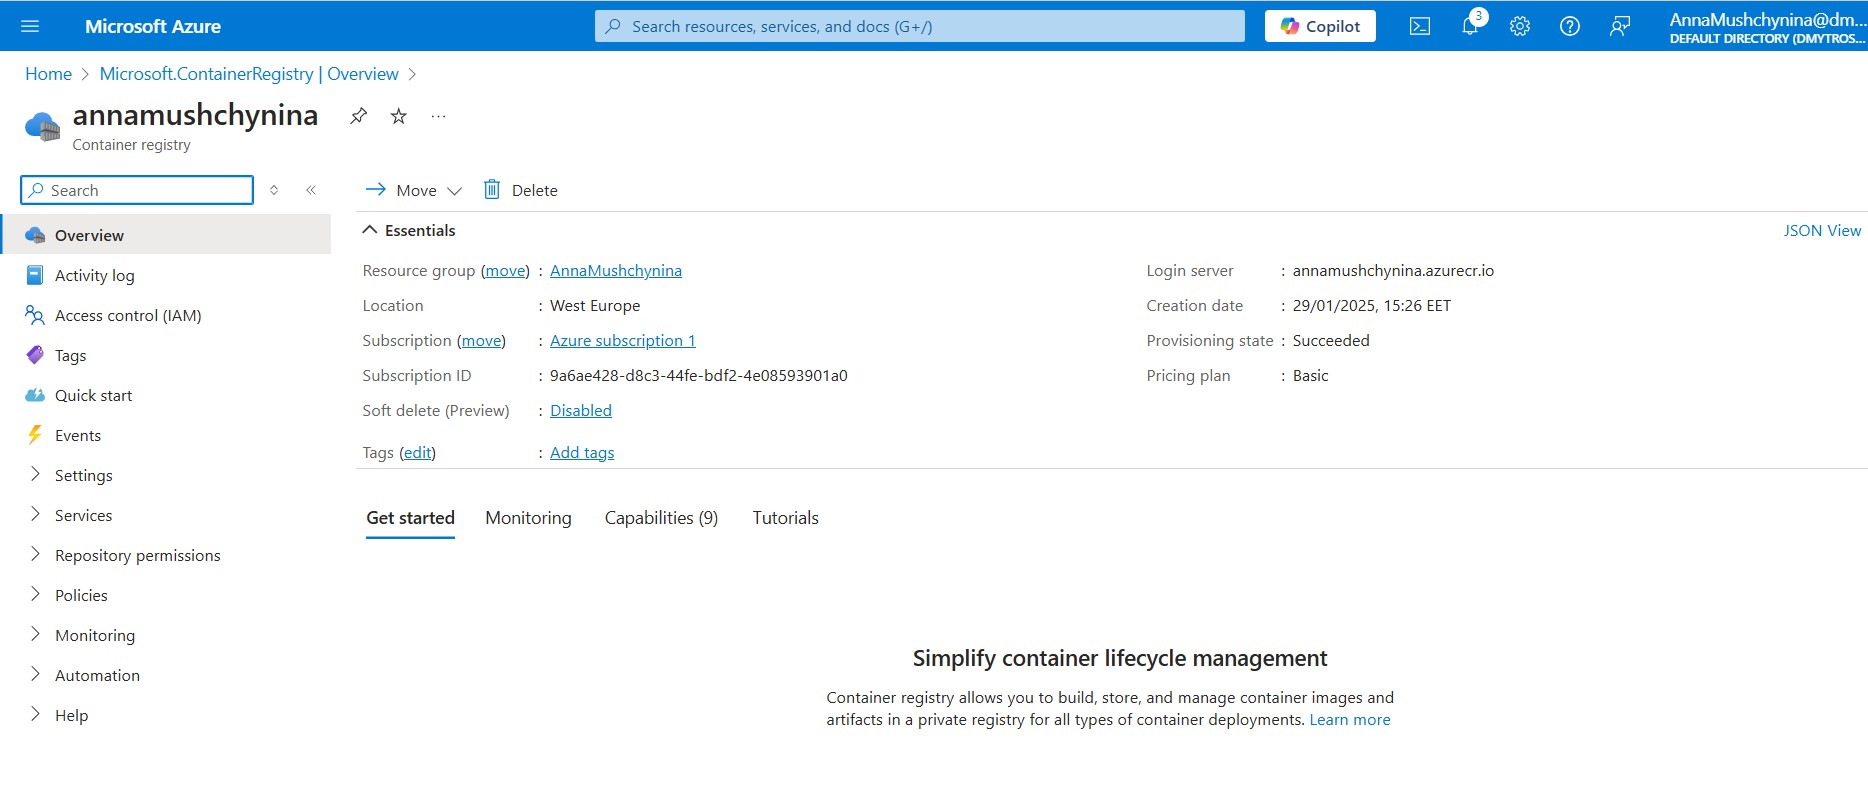 Microsoft Azure
Search resources, services, and docs (G+/)
Copilot
3
AnnaMushchynina@dm...
DEFAULT DIRECTORY (DMYTROS...
Home > Microsoft.ContainerRegistry | Overview >
annamushchynina
...
Container registry
Search
Move
Delete
Overview
Activity log
Access control (IAM)
Tags
Quick start
Events
Settings
Services
Repository permissions
Policies
Monitoring
Automation
Help
Essentials
JSON View
Resource group (move) : AnnaMushchynina
Location : West Europe
Subscription (move) : Azure subscription 1
Subscription ID : 9a6ae428-d8c3-44fe-bdf2-4e08593901a0
Soft delete (Preview) : Disabled
Tags (edit) : Add tags
Login server : annamushchynina.azurecr.io
Creation date : 29/01/2025, 15:26 EET
Provisioning state : Succeeded
Pricing plan : Basic
Get started Monitoring Capabilities (9) Tutorials
Simplify container lifecycle management
Container registry allows you to build, store, and manage container images and
artifacts in a private registry for all types of container deployments. Learn more